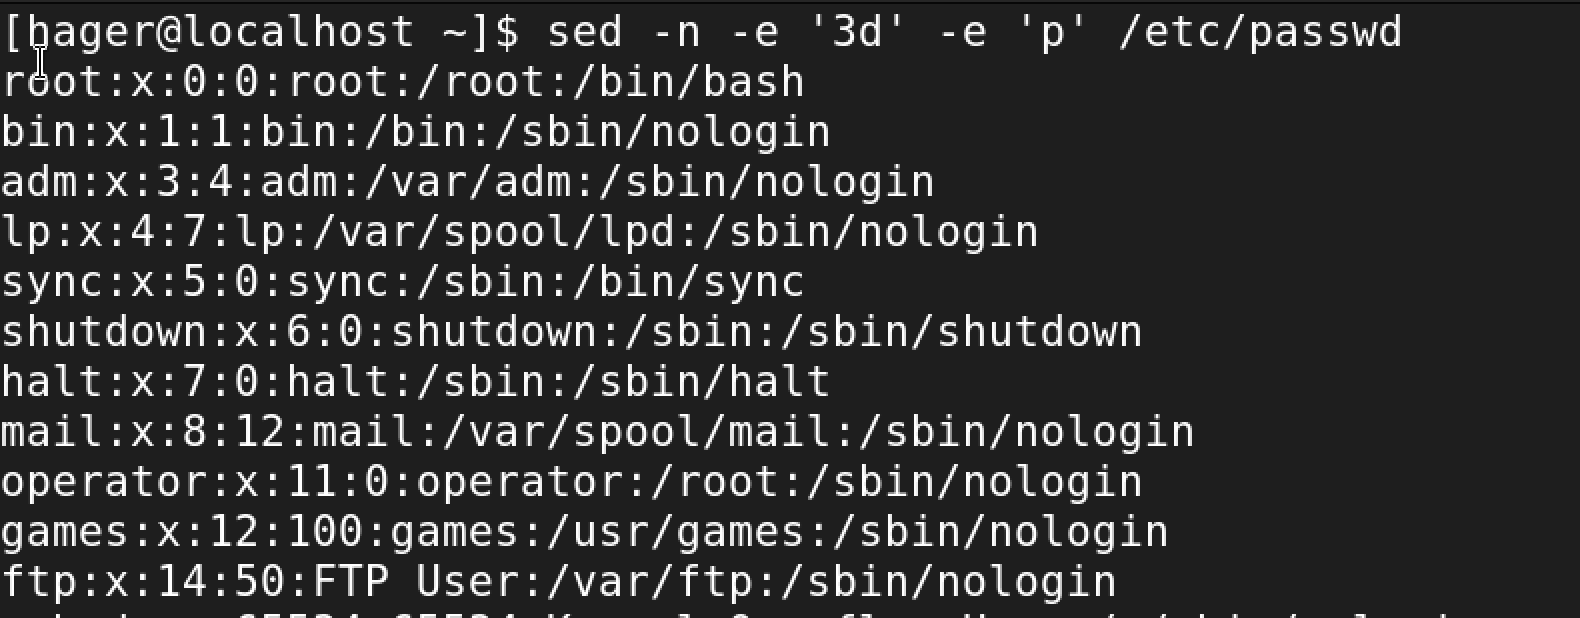 [hager@localhost ~]$ sed -n -e '3d' -e 'p' /etc/passwd
root:x:0:0:root:/root:/bin/bash
bin:x:1:1:bin:/bin:/sbin/nologin
adm:x:3:4:adm:/var/adm:/sbin/nologin
lp:x:4:7:lp:/var/spool/lpd:/sbin/nologin
sync:x:5:0:sync:/sbin:/bin/sync
shutdown:x:6:0:shutdown:/sbin:/sbin/shutdown
halt:x:7:0:halt:/sbin:/sbin/halt
mail:x:8:12:mail:/var/spool/mail:/sbin/nologin
operator:x:11:0:operator:/root:/sbin/nologin
games:x:12:100:games:/usr/games:/sbin/nologin
ftp:x:14:50:FTP User:/var/ftp:/sbin/nologin